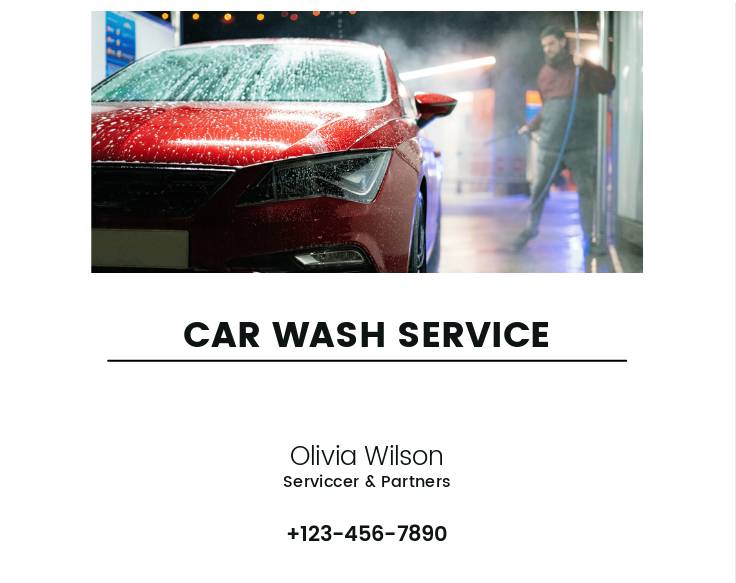 CAR WASH SERVICE
Olivia Wilson
Serviccer & Partners
+123-456-7890